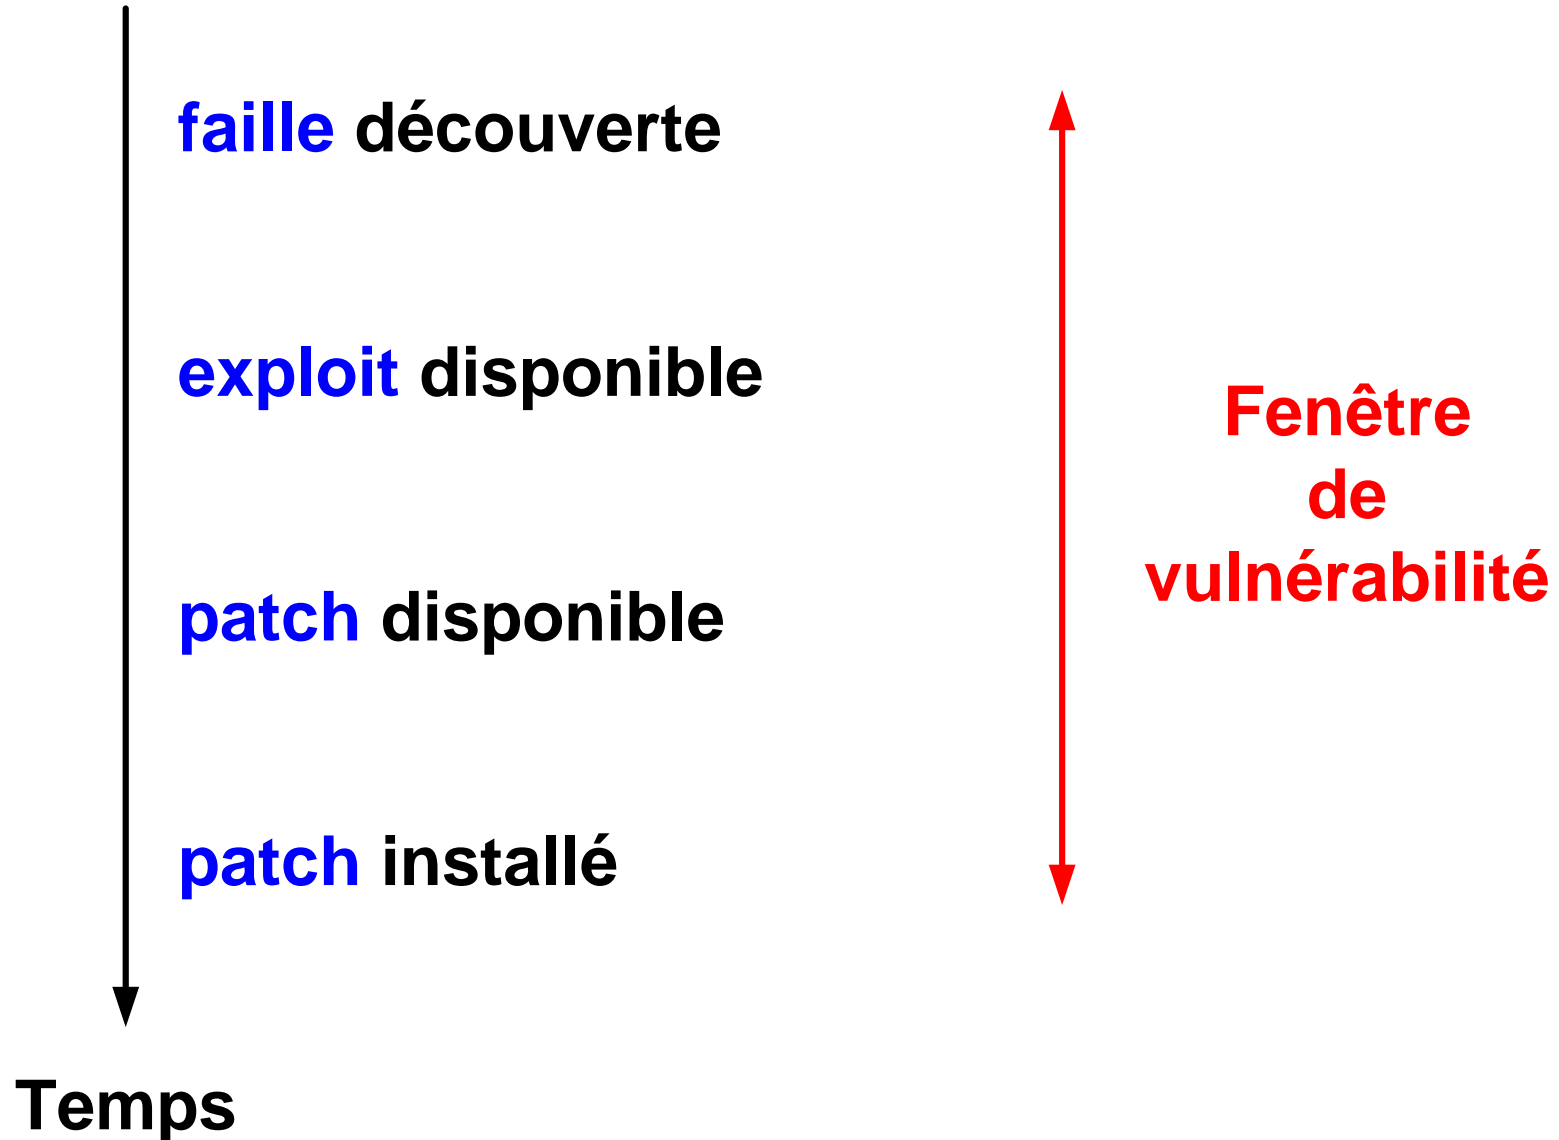 faille découverte
exploit disponible
Fenêtre
de
vulnérabilité
patch disponible
patch installé
Temps